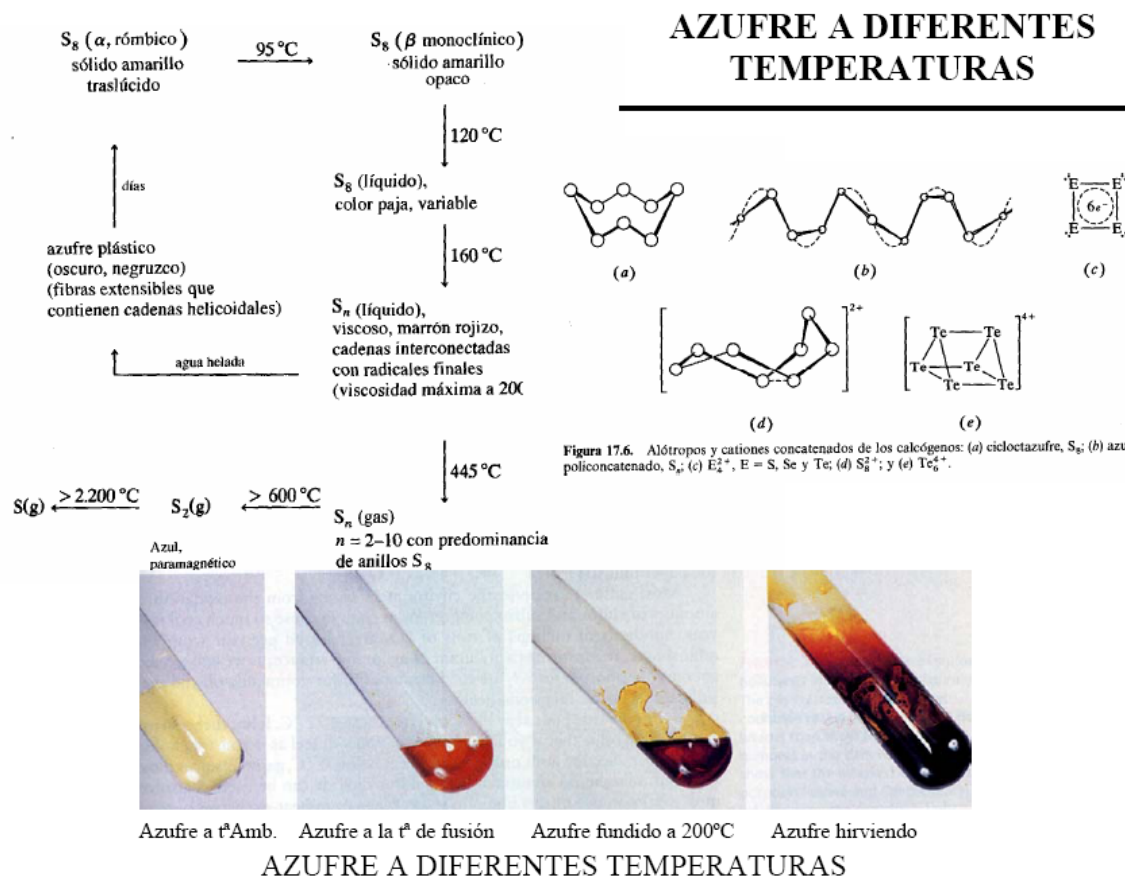 AZUFRE A DIFERENTES
TEMPERATURAS
S₈ (α, rómbico)
sólido amarillo
traslúcido
95 °C
S₈ (β monoclínico)
sólido amarillo
opaco
120 °C
S₈ (líquido),
color paja, variable
160 °C
Sₙ (líquido),
viscoso, marrón rojizo,
cadenas interconectadas
con radicales finales
(viscosidad máxima a 20
agua helada
azufre plástico
(oscuro, negruzco)
(fibras extensibles que
contienen cadenas helicoidales)
días
445 °C
Sₙ (gas)
n = 2–10 con predominancia
de anillos S₈
> 600 °C
S₂(g)
Azul,
paramagnético
> 2.200 °C
S(g)
(a)
(b)
E E
6e⁻
E E
(c)
2+
(d)
Te Te
Te Te
Te Te
4+
(e)
Figura 17.6. Alótropos y cationes concatenados de los calcógenos: (a) cicloctazufre, S₈; (b) azu
policoncatenado, Sₙ; (c) E₄²⁺, E = S, Se y Te; (d) S₈²⁺; y (e) Te₆⁴⁺.
Azufre a tªAmb.
Azufre a la tª de fusión
Azufre fundido a 200ºC
Azufre hirviendo
AZUFRE A DIFERENTES TEMPERATURAS